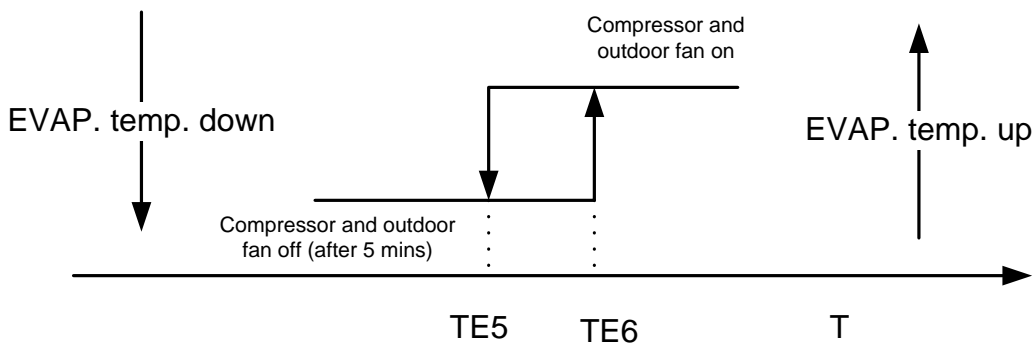 Compressor and
outdoor fan on
EVAP. temp. down
EVAP. temp. up
Compressor and outdoor
fan off (after 5 mins)
TE5
TE6
T